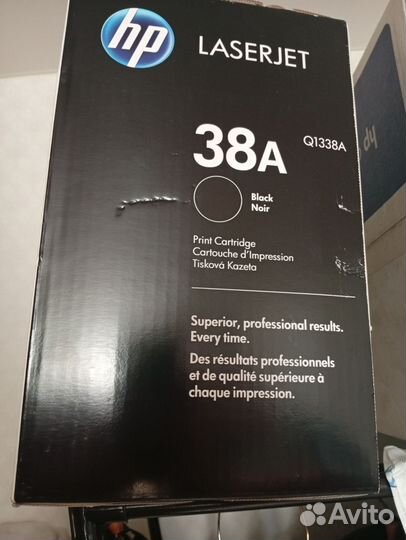 hp
LASERJET
38A
Q1338A
Black
Noir
Print Cartridge
Cartouche d'Impression
Tisková Kazeta
Superior, professional results.
Every time.
Des résultats professionnels
et de qualité supérieure à
chaque impression.
dy
Avito